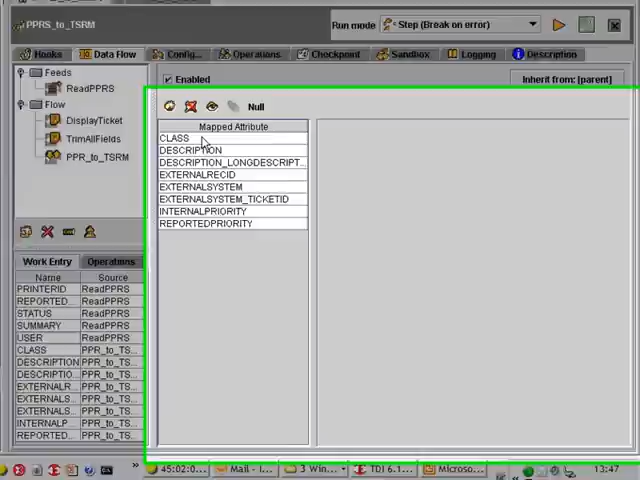 PPRS_to_TSRM
Run mode
Step (Break on error)
Hooks
Data Flow
Config...
Operations
Checkpoint
Sandbox
Logging
Description
Feeds
ReadPPRS
Flow
DisplayTicket
TrimAllFields
PPR_to_TSRM
Enabled
Inherit from: [parent]
Null
Mapped Attribute
CLASS
DESCRIPTION
DESCRIPTION_LONGDESCRIPT...
EXTERNALRECID
EXTERNALSYSTEM
EXTERNALSYSTEM_TICKETID
INTERNALPRIORITY
REPORTEDPRIORITY
Work Entry
Operations
Name Source
PRINTERID ReadPPRS
REPORTED... ReadPPRS
STATUS ReadPPRS
SUMMARY ReadPPRS
USER ReadPPRS
CLASS PPR_to_TS...
DESCRIPTION PPR_to_TS...
DESCRIPTION... PPR_to_TS...
EXTERNALR... PPR_to_TS...
EXTERNALS... PPR_to_TS...
EXTERNALS... PPR_to_TS...
INTERNALP... PPR_to_TS...
REPORTED... PPR_to_TS...
»
45:02:0...
Mail - I...
3 Win...
TDI 6.1...
Microso...
»
13:47